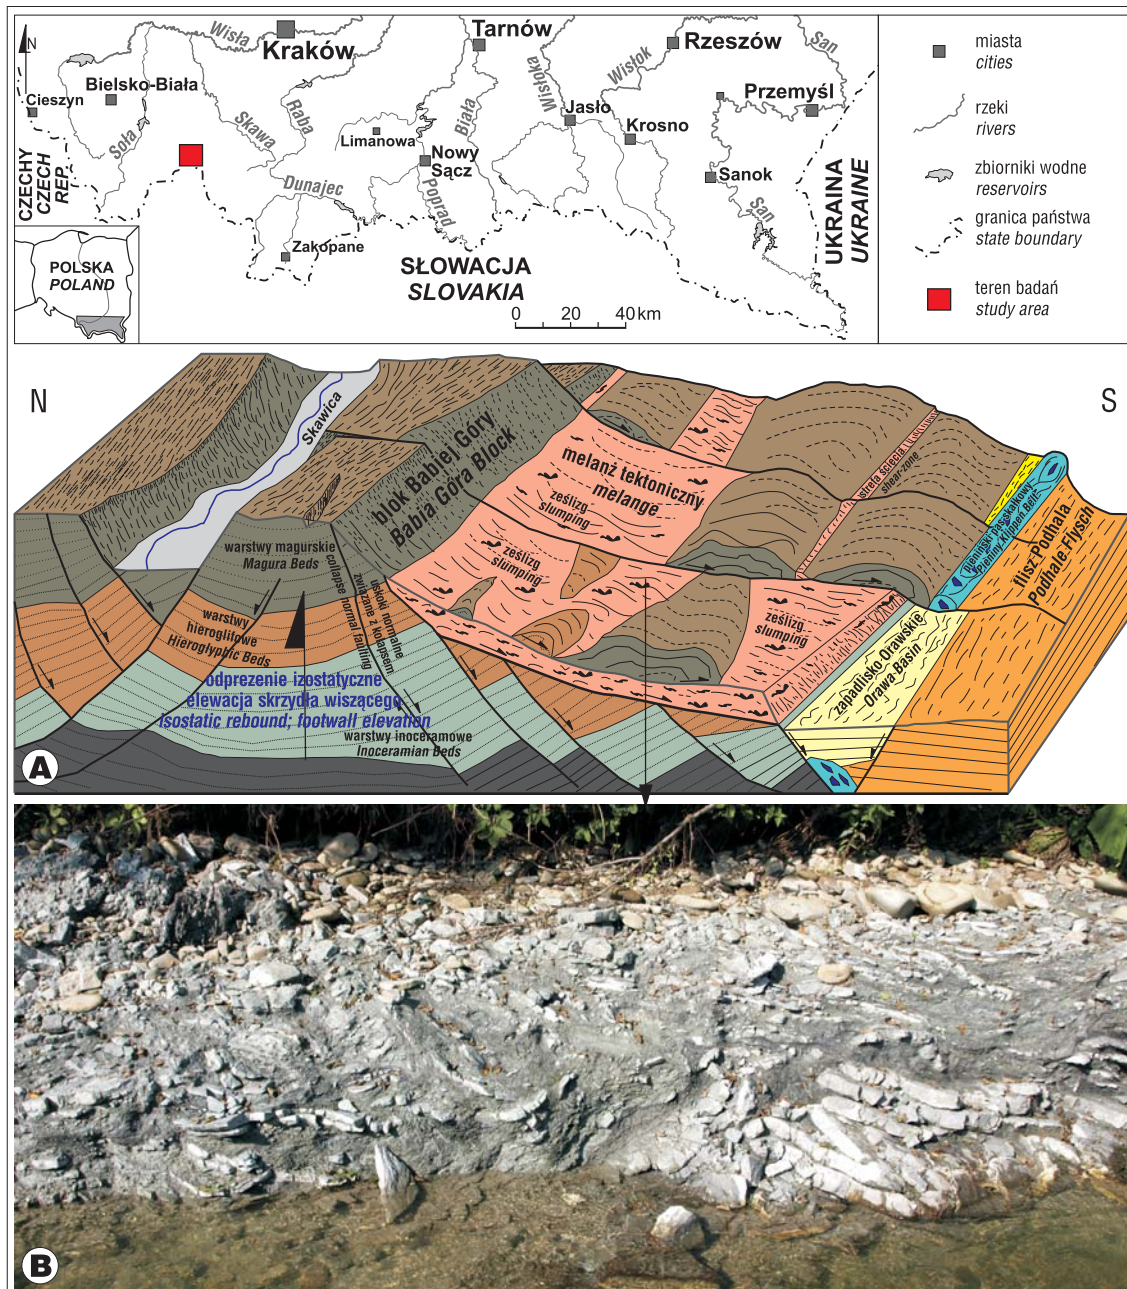 N
Wisła
Kraków
Tarnów
Rzeszów
San
Bielsko-Biała
Cieszyn
Soła
Skawa
Raba
Limanowa
Biała
Wisłoka
Jasło
Wisłok
Krosno
Przemyśl
Nowy
Sącz
Sanok
San
Dunajec
Poprad
Zakopane
CZECHY
CZECH
REP.
UKRAINA
UKRAINE
SŁOWACJA
SLOVAKIA
POLSKA
POLAND
0 20 40 km
miasta
cities
rzeki
rivers
zbiorniki wodne
reservoirs
granica państwa
state boundary
teren badań
study area
N
S
Skawica
blok Babiej Góry
Babia Góra Block
melanż tektoniczny
melange
ześlizg
slumping
ześlizg
slumping
ześlizg
slumping
strefa ścięcia
shear-zone
pieniński pas skałkowy
Pieniny Klippen Belt
flisz Podhala
Podhale Flysch
zapadlisko Orawskie
Orawa Basin
warstwy magurskie
Magura Beds
uskoki normalne
związane z kolapsem
collapse normal faulting
warstwy
hieroglifowe
Hieroglyphic Beds
odprezenie izostatyczne
elewacja skrzydła wiszącego
Isostatic rebound; footwall elevation
warstwy inoceramowe
Inoceramian Beds
A
B